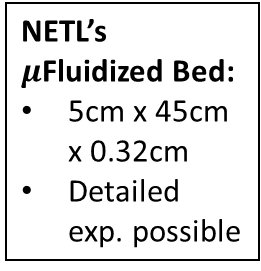 NETL’s
𝝁Fluidized Bed:
• 5cm x 45cm
x 0.32cm
• Detailed
exp. possible